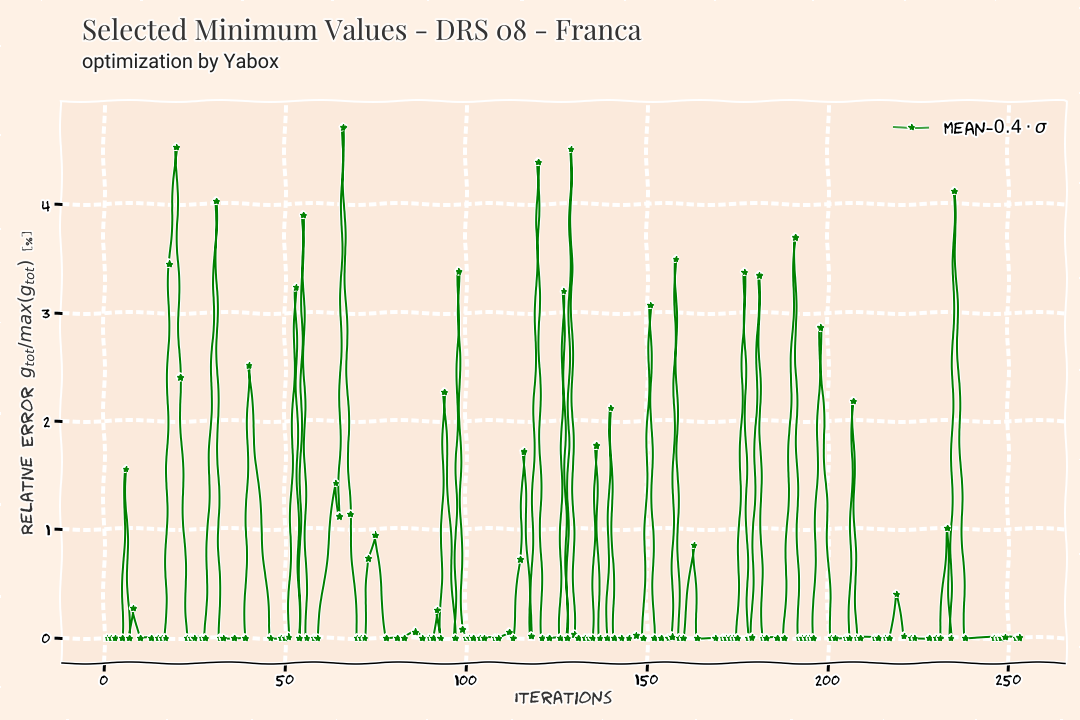 Selected Minimum Values - DRS 08 - Franca
optimization by Yabox
MEAN-0.4 · σ
RELATIVE ERROR g_tot/max(g_tot) [%]
4
3
2
1
0
0 50 100 150 200 250
ITERATIONS